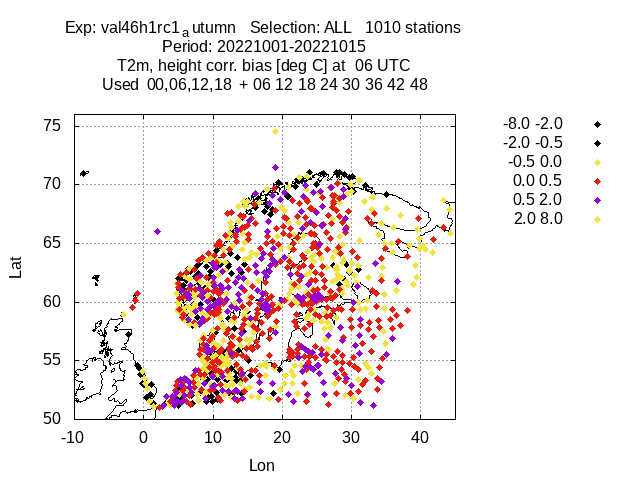 Exp: val46h1rc1 a utumn Selection: ALL 1010 stations
Period: 20221001-20221015
T2m, height corr. bias [deg C] at 06 UTC
Used 00,06,12,18 + 06 12 18 24 30 36 42 48
-8.0 -2.0
-2.0 -0.5
-0.5 0.0
0.0 0.5
0.5 2.0
2.0 8.0
75
70
65
60
55
50
Lat
-10 0 10 20 30 40
Lon